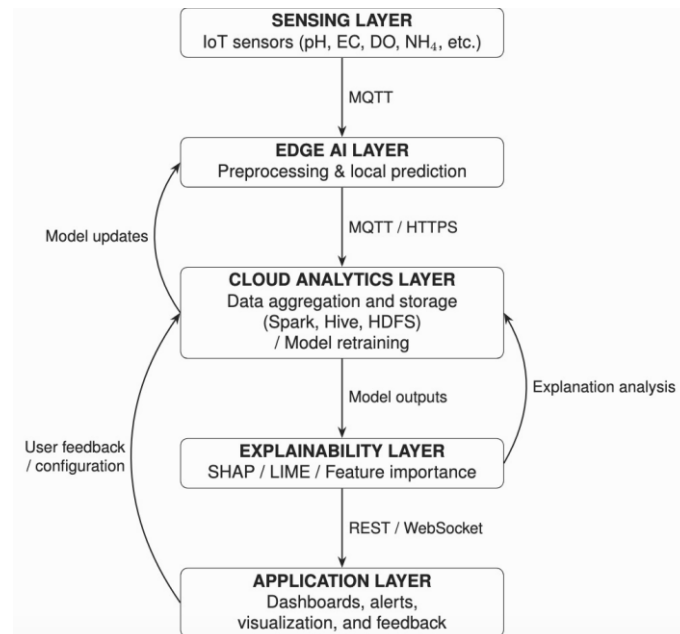 SENSING LAYER
IoT sensors (pH, EC, DO, NH₄, etc.)
MQTT
EDGE AI LAYER
Preprocessing & local prediction
Model updates
MQTT / HTTPS
CLOUD ANALYTICS LAYER
Data aggregation and storage
(Spark, Hive, HDFS)
/ Model retraining
Model outputs
Explanation analysis
User feedback
/ configuration
EXPLAINABILITY LAYER
SHAP / LIME / Feature importance
REST / WebSocket
APPLICATION LAYER
Dashboards, alerts,
visualization, and feedback